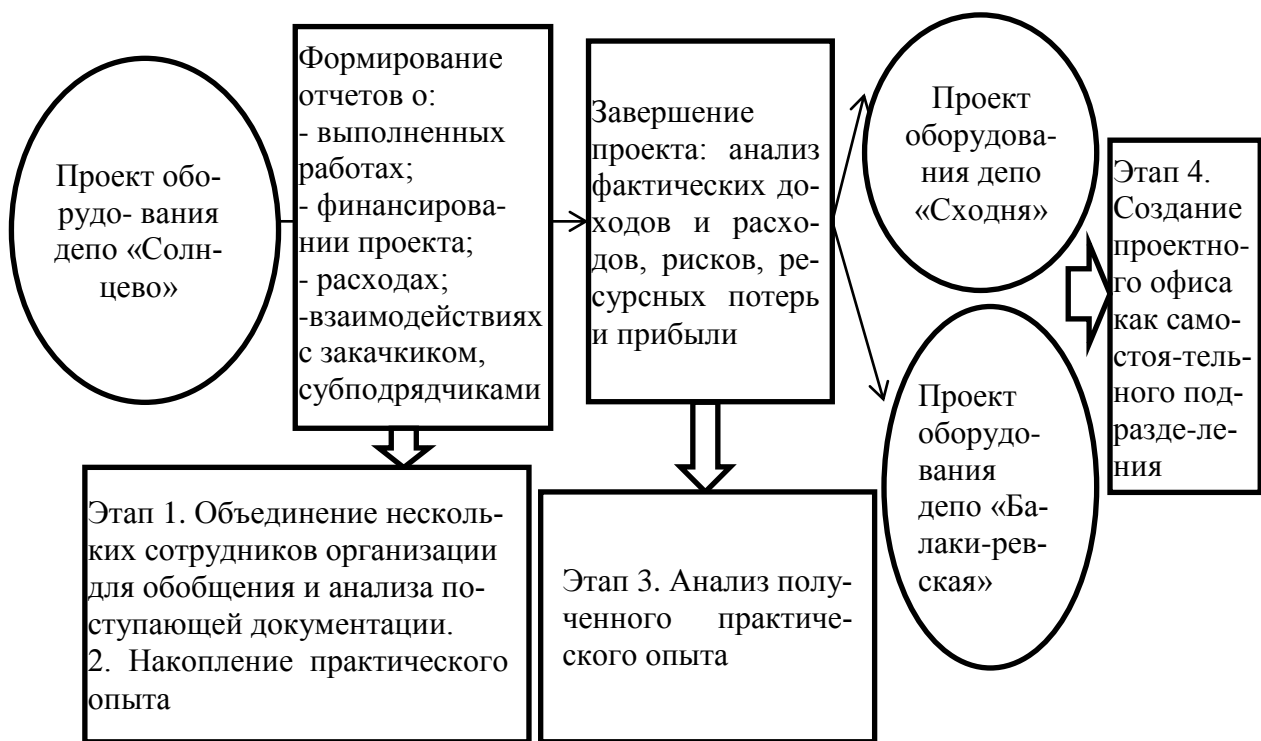 Проект обо-
рудо- вания
депо «Солн-
цево»
Формирование
отчетов о:
- выполненных
работах;
- финансирова-
нии проекта;
- расходах;
-взаимодействиях
с закачкиком,
субподрядчиками
Завершение
проекта: анализ
фактических до-
ходов и расхо-
дов, рисков, ре-
сурсных потерь
и прибыли
Проект
оборудова-
ния депо
«Сходня»
Проект
оборудо-
вания
депо «Ба-
лаки-рев-
ская»
Этап 4.
Создание
проектно-
го офиса
как само-
стоя-тель-
ного под-
разде-ле-
ния
Этап 1. Объединение несколь-
ких сотрудников организации
для обобщения и анализа по-
ступающей документации.
2. Накопление практического
опыта
Этап 3. Анализ полу-
ченного практиче-
ского опыта